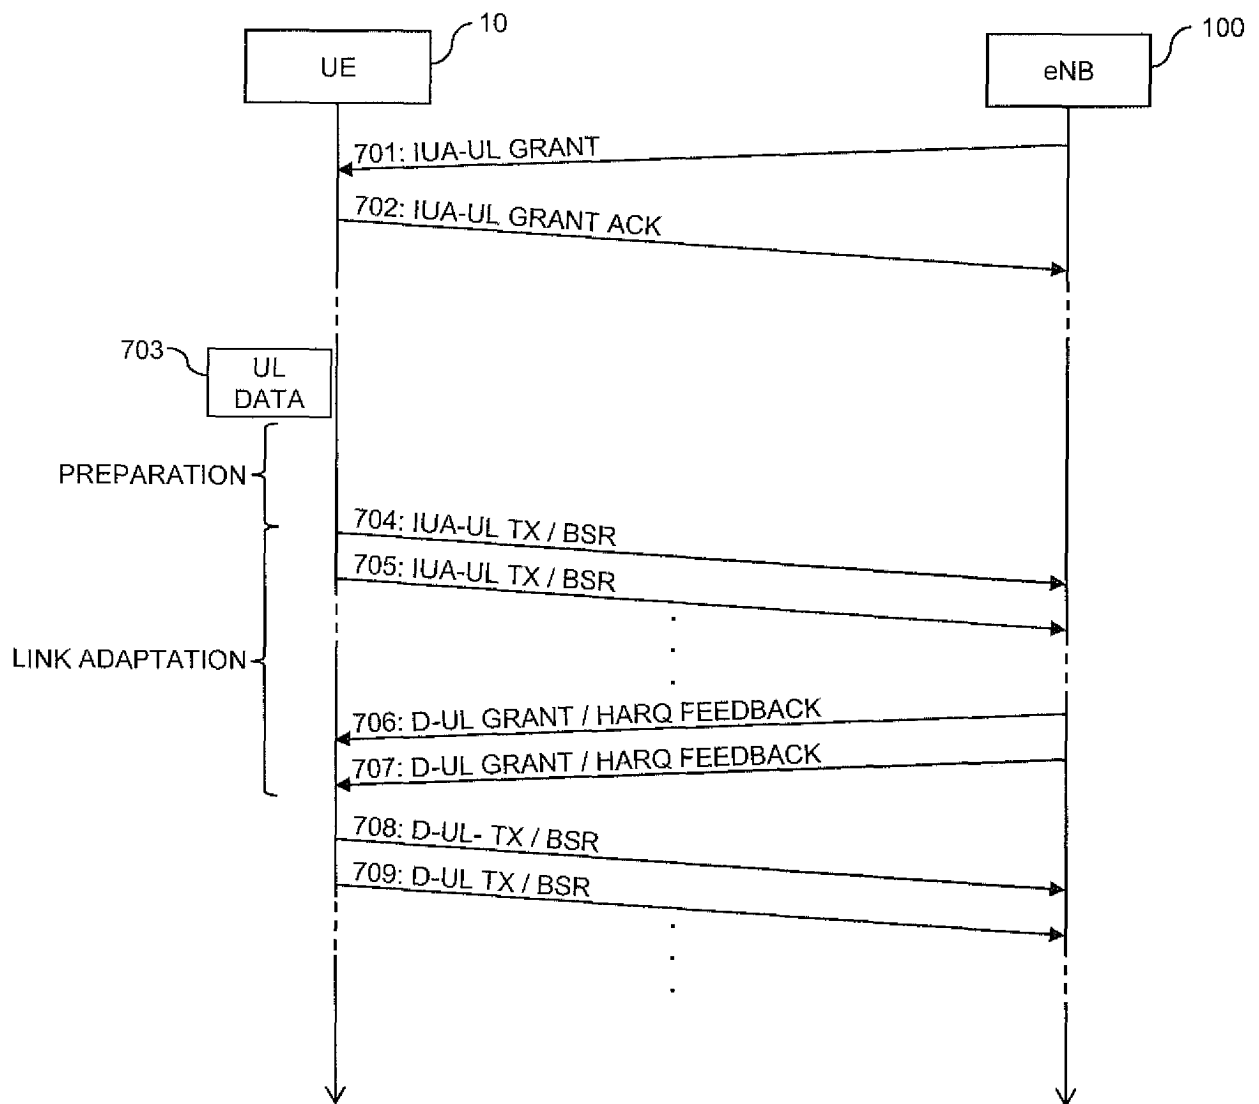 10
100
UE
eNB
701: IUA-UL GRANT
702: IUA-UL GRANT ACK
703
UL
DATA
PREPARATION
704: IUA-UL TX / BSR
705: IUA-UL TX / BSR
LINK ADAPTATION
706: D-UL GRANT / HARQ FEEDBACK
707: D-UL GRANT / HARQ FEEDBACK
708: D-UL- TX / BSR
709: D-UL TX / BSR